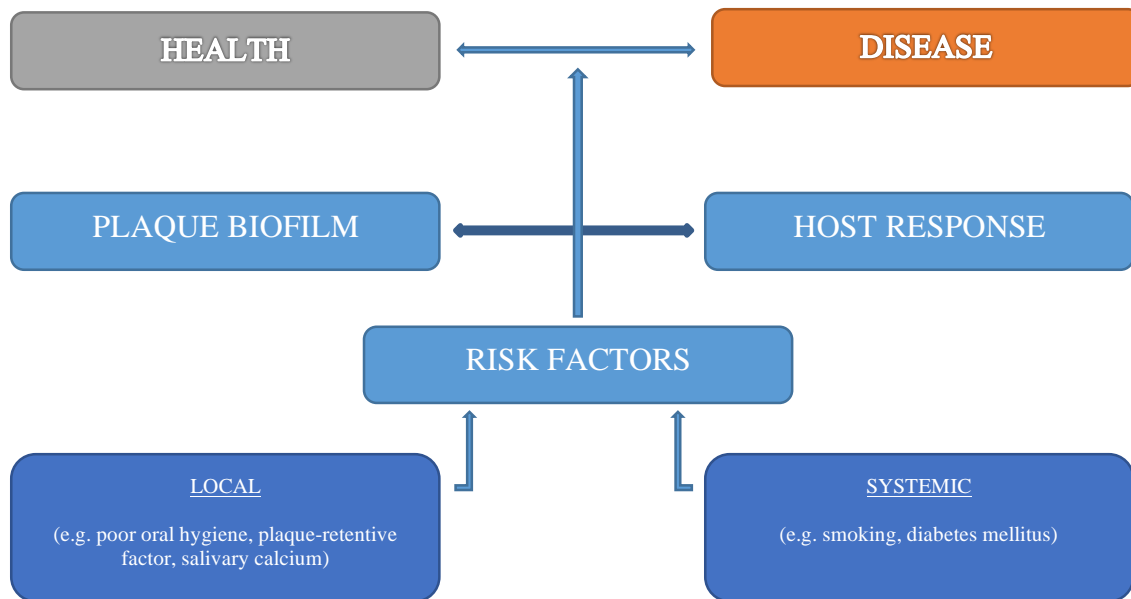 HEALTH
DISEASE
PLAQUE BIOFILM
HOST RESPONSE
RISK FACTORS
LOCAL
(e.g. poor oral hygiene, plaque-retentive
factor, salivary calcium)
SYSTEMIC
(e.g. smoking, diabetes mellitus)